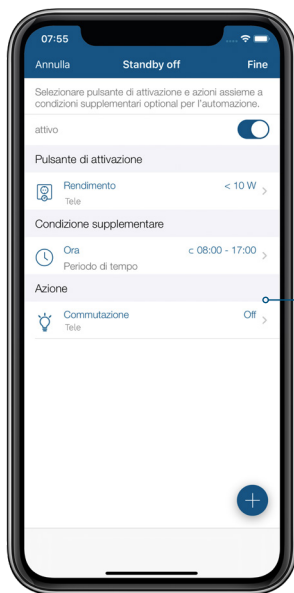 07:55
Annulla Standby off Fine
Selezionare pulsante di attivazione e azioni assieme a
condizioni supplementari optional per l'automazione.
attivo
Pulsante di attivazione
Rendimento < 10 W
Tele
Condizione supplementare
Ora c 08:00 - 17:00
Periodo di tempo
Azione
Commutazione Off
Tele